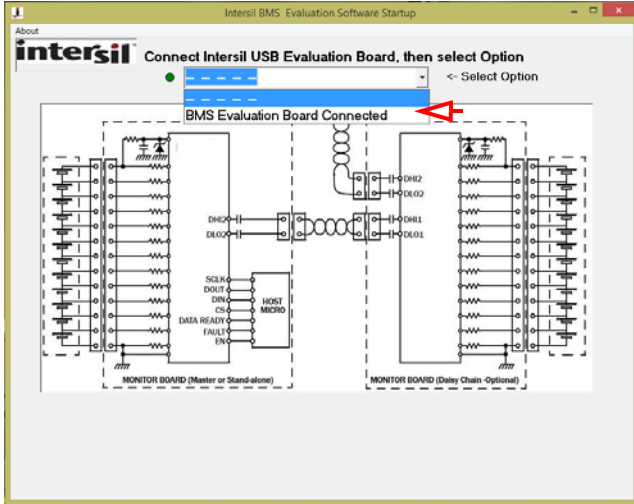 Intersil BMS Evaluation Software Startup
About
intersil
Connect Intersil USB Evaluation Board, then select Option
– – – – – –
<- Select Option
– – – – – –
BMS Evaluation Board Connected
DHI2
DLO2
DHI2
DLO2
DHI1
DLO1
SCLK
DOUT
DIN
CS
DATA READY
FAULT
EN
HOST
MICRO
MONITOR BOARD (Master or Stand-alone)
MONITOR BOARD (Daisy Chain -Optional)